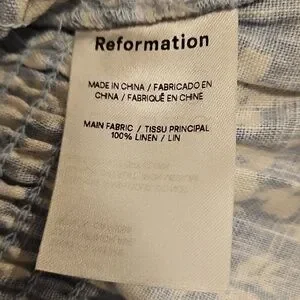 Reformation
MADE IN CHINA / FABRICADO EN
CHINA / FABRIQUÉ EN CHINE
MAIN FABRIC / TISSU PRINCIPAL
100% LINEN / LIN